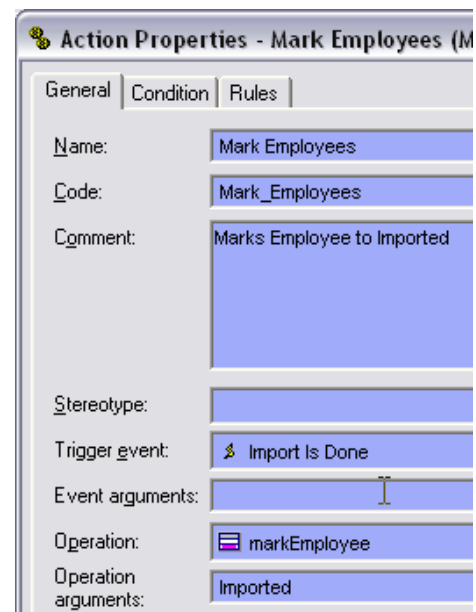 Action Properties - Mark Employees (M
General Condition Rules
Name: Mark Employees
Code: Mark_Employees
Comment: Marks Employee to Imported
Stereotype:
Trigger event: Import Is Done
Event arguments:
Operation: markEmployee
Operation
arguments: Imported